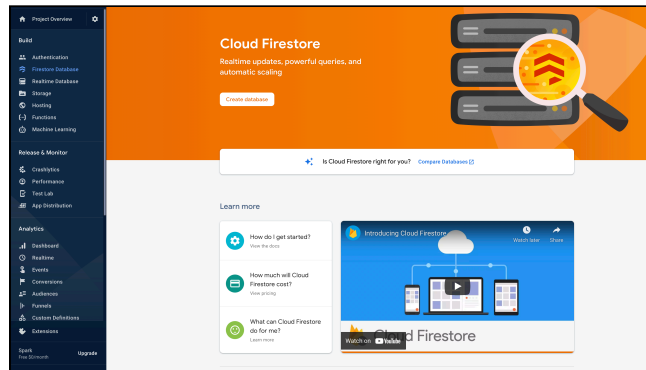 Project Overview
Build
Authentication
Firestore Database
Realtime Database
Storage
Hosting
Functions
Machine Learning
Release & Monitor
Crashlytics
Performance
Test Lab
App Distribution
Analytics
Dashboard
Realtime
Events
Conversions
Audiences
Funnels
Custom Definitions
Extensions
Spark
Free $0/month
Upgrade
Cloud Firestore
Realtime updates, powerful queries, and
automatic scaling
Create database
Is Cloud Firestore right for you? Compare Databases
Learn more
How do I get started?
View the docs
How much will Cloud
Firestore cost?
View pricing
What can Cloud Firestore
do for me?
Learn more
Introducing Cloud Firestore
Watch later
Share
Cloud Firestore
Watch on YouTube